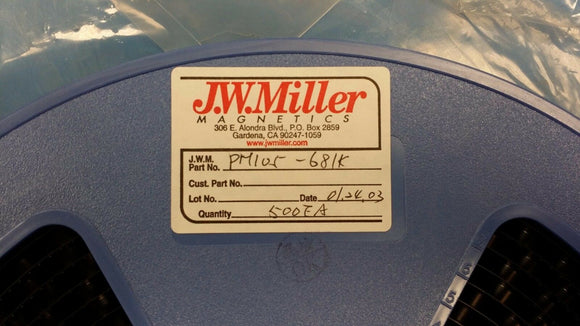 J.W.Miller
MAGNETICS
306 E. Alondra Blvd., P.O. Box 2859
Gardena, CA 90247-1059
www.jwmiller.com
J.W.M.
Part No. PM105-681K
Cust. Part No.
Lot No. Date 01,24,03
Quantity 500EA